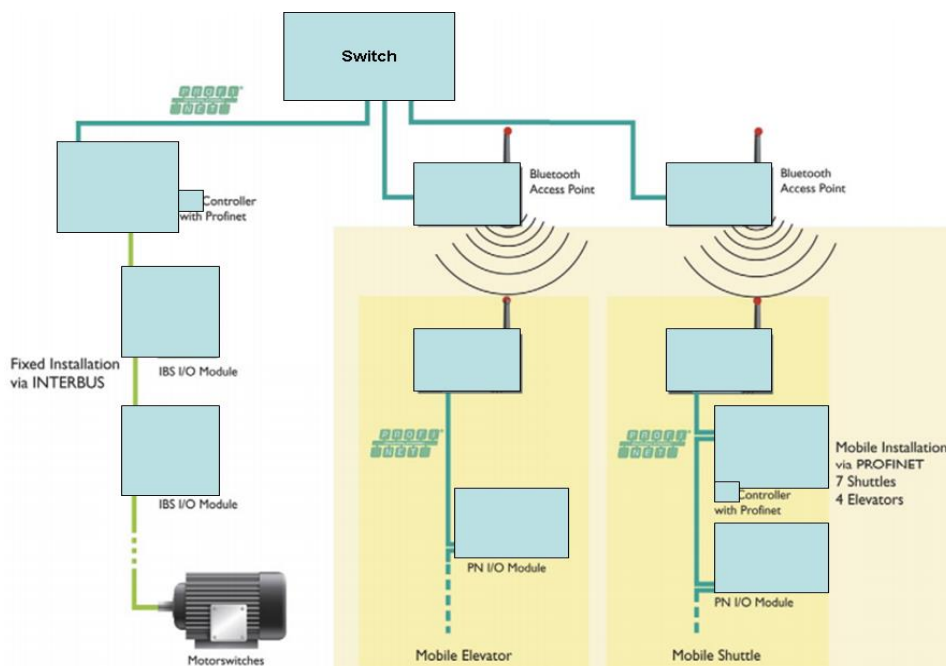 Switch
PROFI
NET
Bluetooth
Access Point
Bluetooth
Access Point
Controller
with Profinet
Fixed Installation
via INTERBUS
IBS I/O Module
IBS I/O Module
Motorswitches
PROFI
NET
PN I/O Module
Mobile Elevator
PROFI
NET
Controller
with Profinet
PN I/O Module
Mobile Shuttle
Mobile Installation
via PROFINET
7 Shuttles
4 Elevators